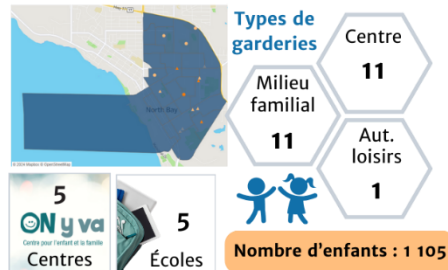 Types de
garderies
Centre
11
Milieu
familial
11
Aut.
loisirs
1
North Bay
5
ON y va
Centre pour l'enfant et la famille
Centres
5
Écoles
Nombre d'enfants : 1 105